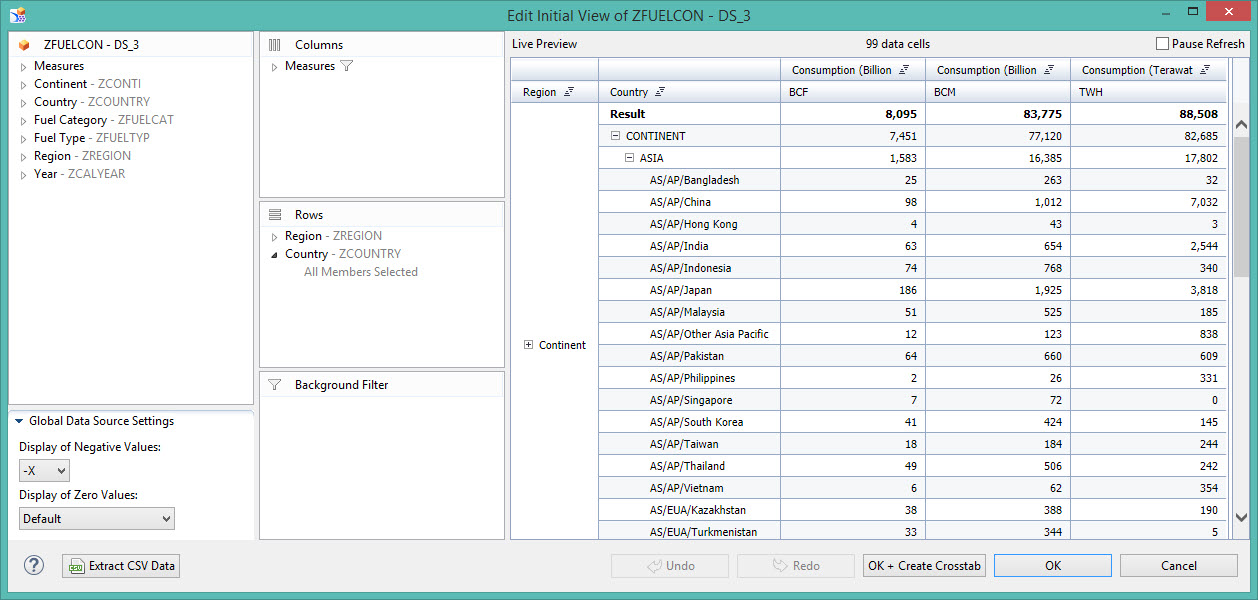 Edit Initial View of ZFUELCON - DS_3
ZFUELCON - DS_3
Measures
Continent - ZCONTI
Country - ZCOUNTRY
Fuel Category - ZFUELCAT
Fuel Type - ZFUELTYP
Region - ZREGION
Year - ZCALYEAR
Global Data Source Settings
Display of Negative Values:
-X
Display of Zero Values:
Default
Columns
Measures
Rows
Region - ZREGION
Country - ZCOUNTRY
All Members Selected
Background Filter
Live Preview 99 data cells Pause Refresh
Consumption (Billion Consumption (Billion Consumption (Terawat
Region Country BCF BCM TWH
Result 8,095 83,775 88,508
CONTINENT 7,451 77,120 82,685
ASIA 1,583 16,385 17,802
AS/AP/Bangladesh 25 263 32
AS/AP/China 98 1,012 7,032
AS/AP/Hong Kong 4 43 3
AS/AP/India 63 654 2,544
AS/AP/Indonesia 74 768 340
AS/AP/Japan 186 1,925 3,818
AS/AP/Malaysia 51 525 185
AS/AP/Other Asia Pacific 12 123 838
Continent
AS/AP/Pakistan 64 660 609
AS/AP/Philippines 2 26 331
AS/AP/Singapore 7 72 0
AS/AP/South Korea 41 424 145
AS/AP/Taiwan 18 184 244
AS/AP/Thailand 49 506 242
AS/AP/Vietnam 6 62 354
AS/EUA/Kazakhstan 38 388 190
AS/EUA/Turkmenistan 33 344 5
? Extract CSV Data Undo Redo OK + Create Crosstab OK Cancel